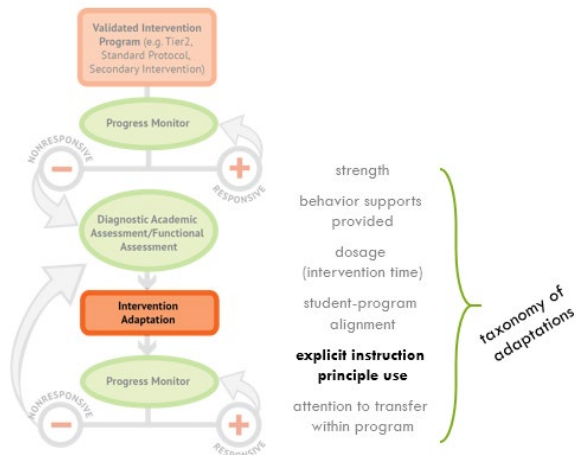 Validated Intervention
Program (e.g. Tier2,
Standard Protocol,
Secondary Intervention)
Progress Monitor
NONRESPONSIVE
RESPONSIVE
Diagnostic Academic
Assessment/Functional
Assessment
Intervention
Adaptation
Progress Monitor
NONRESPONSIVE
RESPONSIVE
strength
behavior supports
provided
dosage
(intervention time)
student-program
alignment
explicit instruction
principle use
attention to transfer
within program
taxonomy of
adaptations